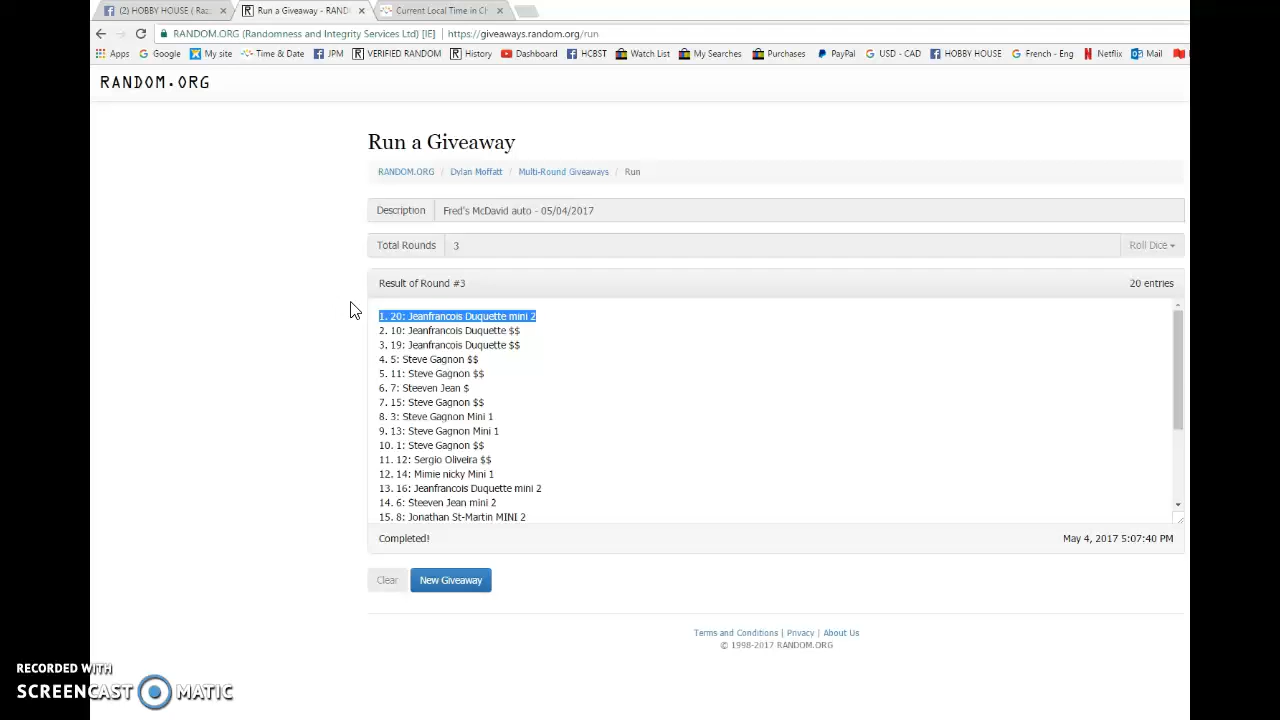 (2) HOBBY HOUSE ( Raz
Run a Giveaway - RAND
Current Local Time in Ch
RANDOM.ORG (Randomness and Integrity Services Ltd) [IE]
https://giveaways.random.org/run
Apps Google My site Time & Date JPM VERIFIED RANDOM History Dashboard HCBST Watch List My Searches Purchases PayPal USD - CAD HOBBY HOUSE French - Eng Netflix Mail
RANDOM.ORG
Run a Giveaway
RANDOM.ORG / Dylan Moffatt / Multi-Round Giveaways / Run
Description Fred's McDavid auto - 05/04/2017
Total Rounds 3 Roll Dice
Result of Round #3 20 entries
1. 20: Jeanfrancois Duquette mini 2
2. 10: Jeanfrancois Duquette $$
3. 19: Jeanfrancois Duquette $$
4. 5: Steve Gagnon $$
5. 11: Steve Gagnon $$
6. 7: Steeven Jean $
7. 15: Steve Gagnon $$
8. 3: Steve Gagnon Mini 1
9. 13: Steve Gagnon Mini 1
10. 1: Steve Gagnon $$
11. 12: Sergio Oliveira $$
12. 14: Mimie nicky Mini 1
13. 16: Jeanfrancois Duquette mini 2
14. 6: Steeven Jean mini 2
15. 8: Jonathan St-Martin MINI 2
Completed! May 4, 2017 5:07:40 PM
Clear New Giveaway
Terms and Conditions | Privacy | About Us
© 1998-2017 RANDOM.ORG
RECORDED WITH
SCREENCAST MATIC